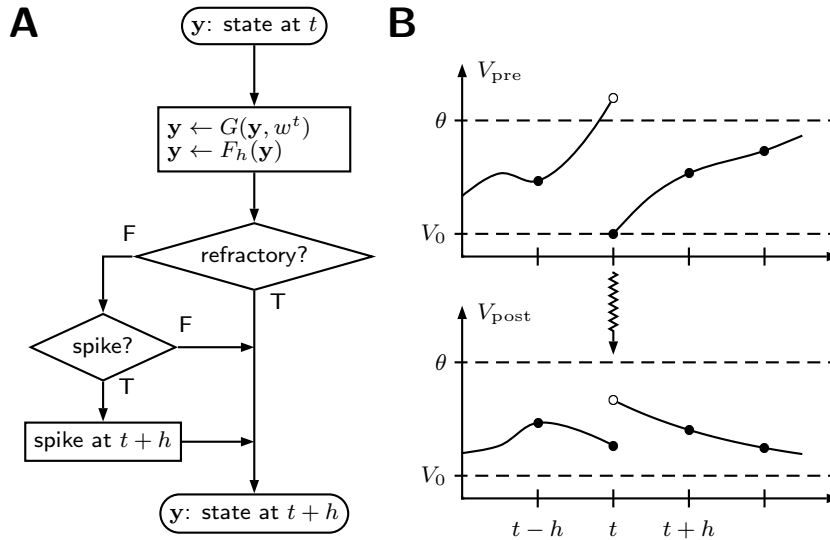 A
y: state at t
y ← G(y, w^t)
y ← F_h(y)
F
refractory?
T
F
spike?
T
spike at t + h
y: state at t + h
B
V_pre
θ
V_0
V_post
θ
V_0
t − h
t
t + h